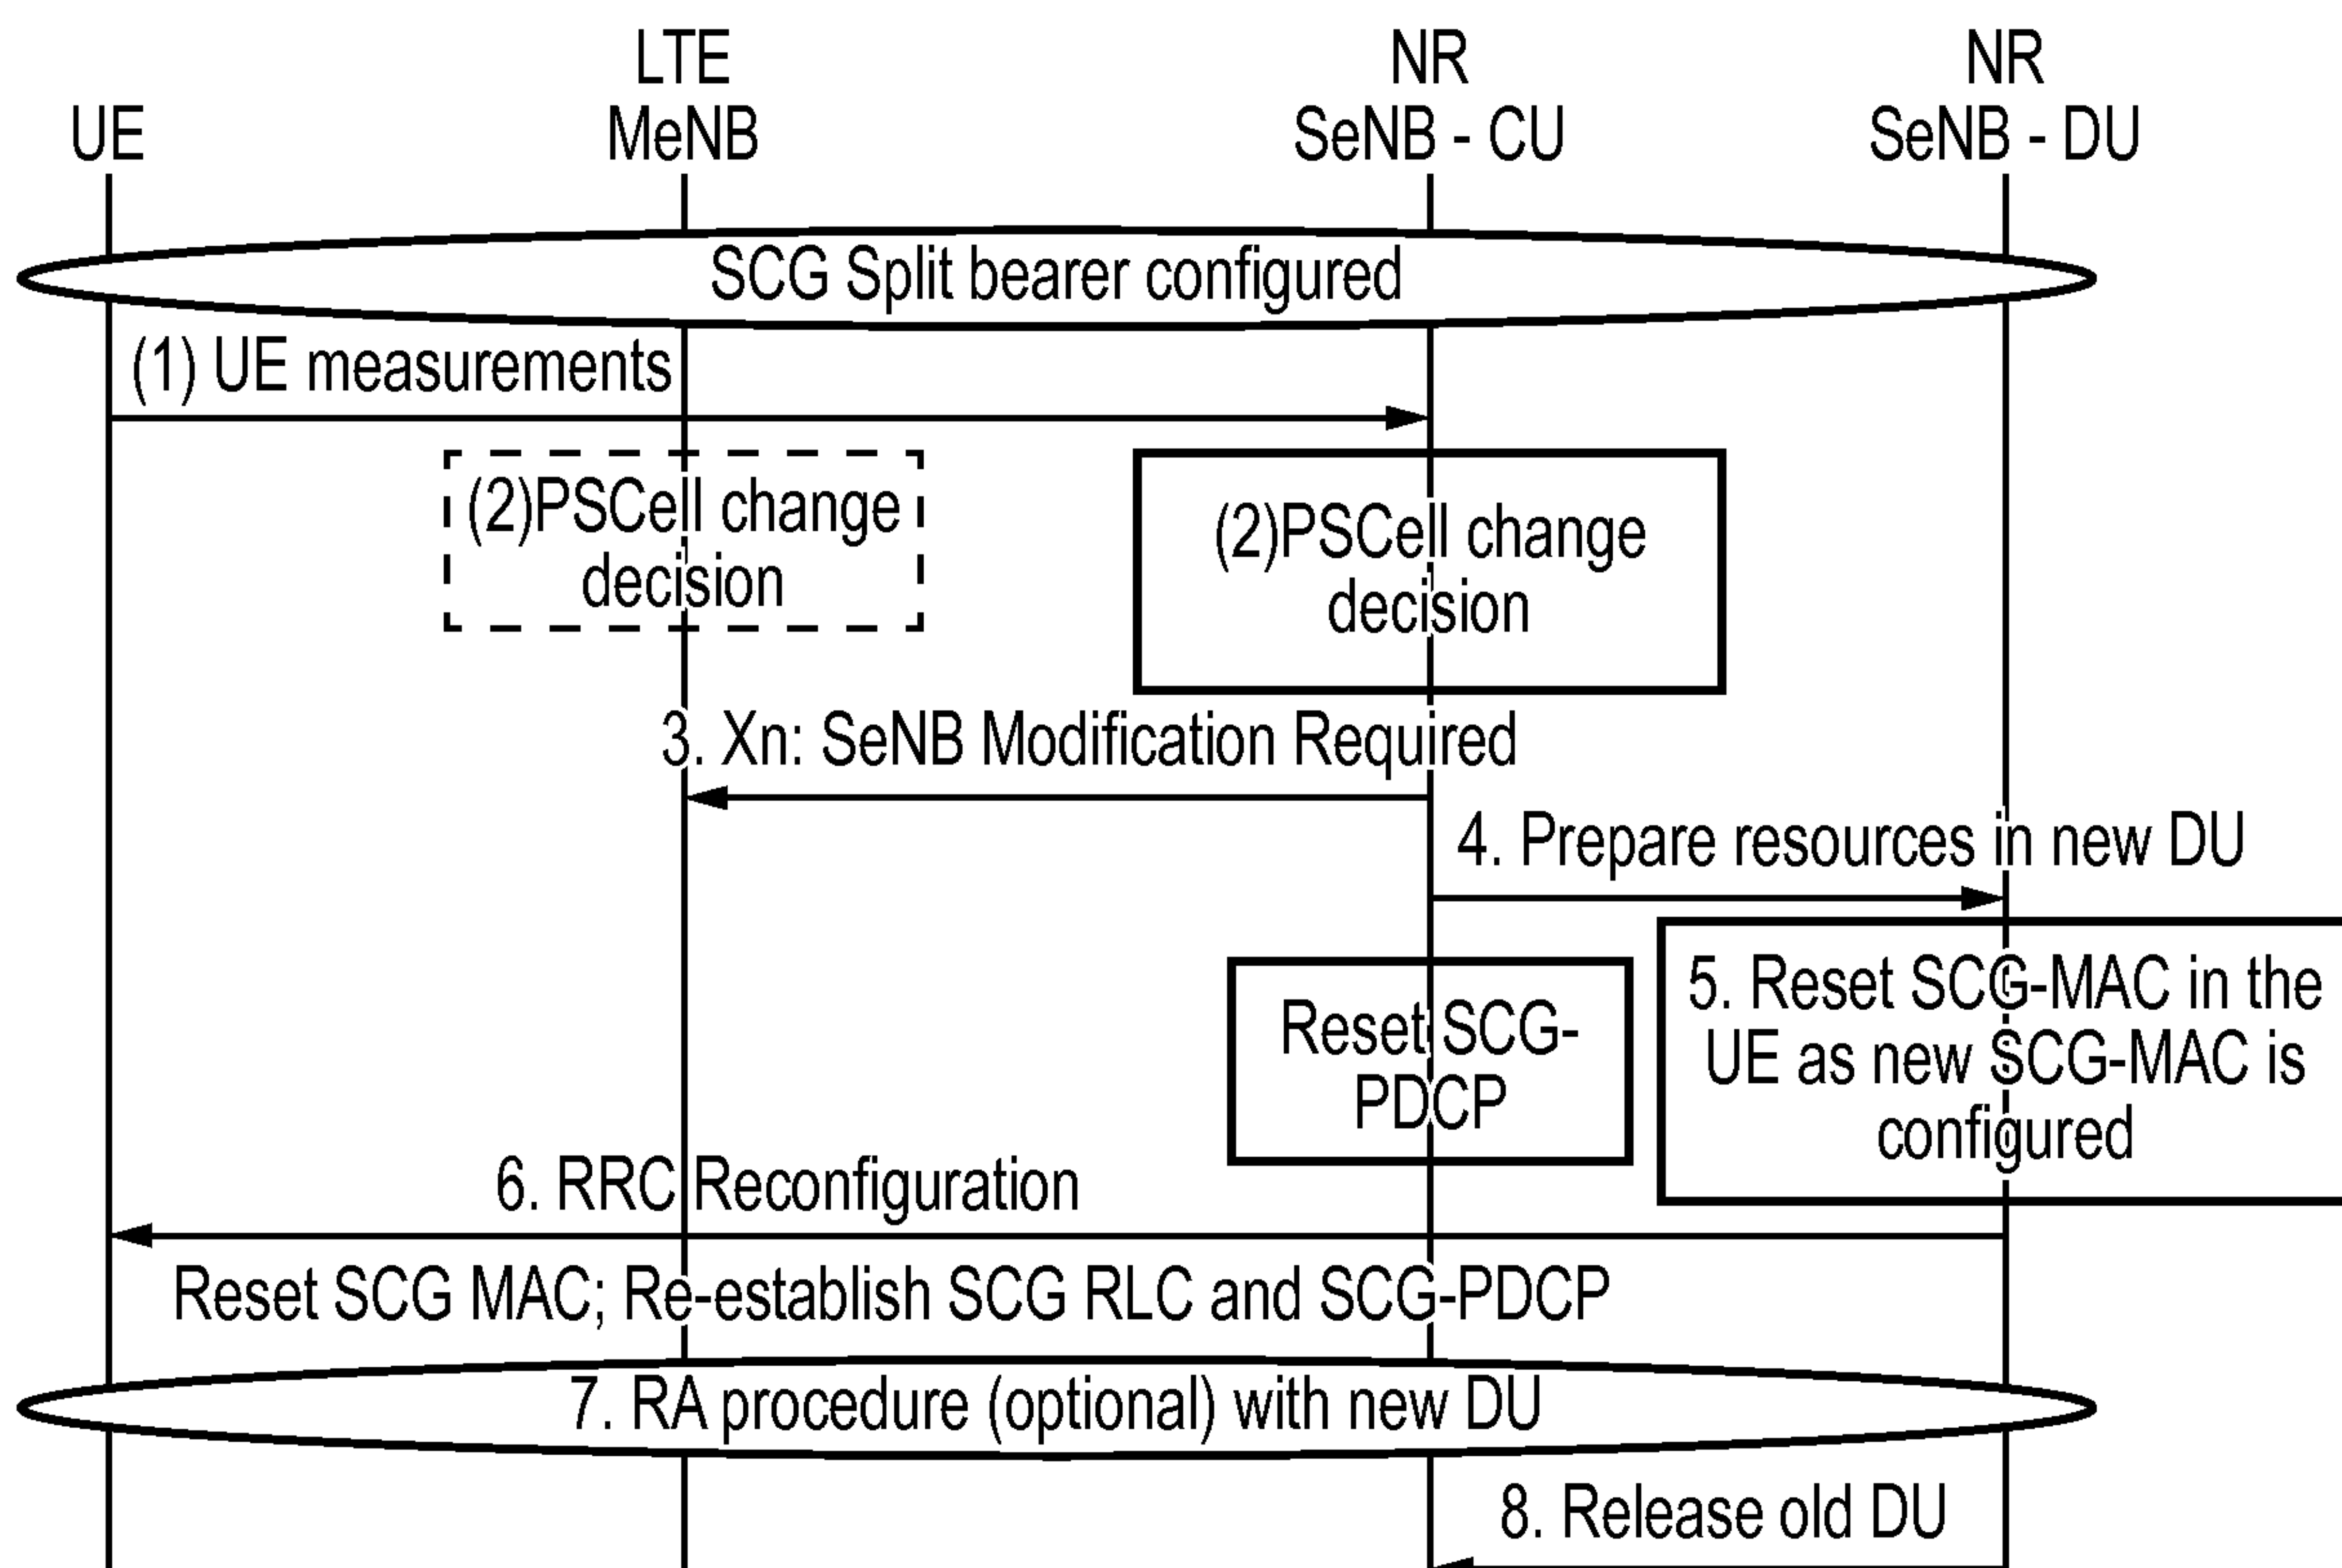 UE
LTE
MeNB
NR
SeNB - CU
NR
SeNB - DU
SCG Split bearer configured
(1) UE measurements
(2)PSCell change
decision
(2)PSCell change
decision
3. Xn: SeNB Modification Required
4. Prepare resources in new DU
Reset SCG-
PDCP
5. Reset SCG-MAC in the
UE as new SCG-MAC is
configured
6. RRC Reconfiguration
Reset SCG MAC; Re-establish SCG RLC and SCG-PDCP
7. RA procedure (optional) with new DU
8. Release old DU